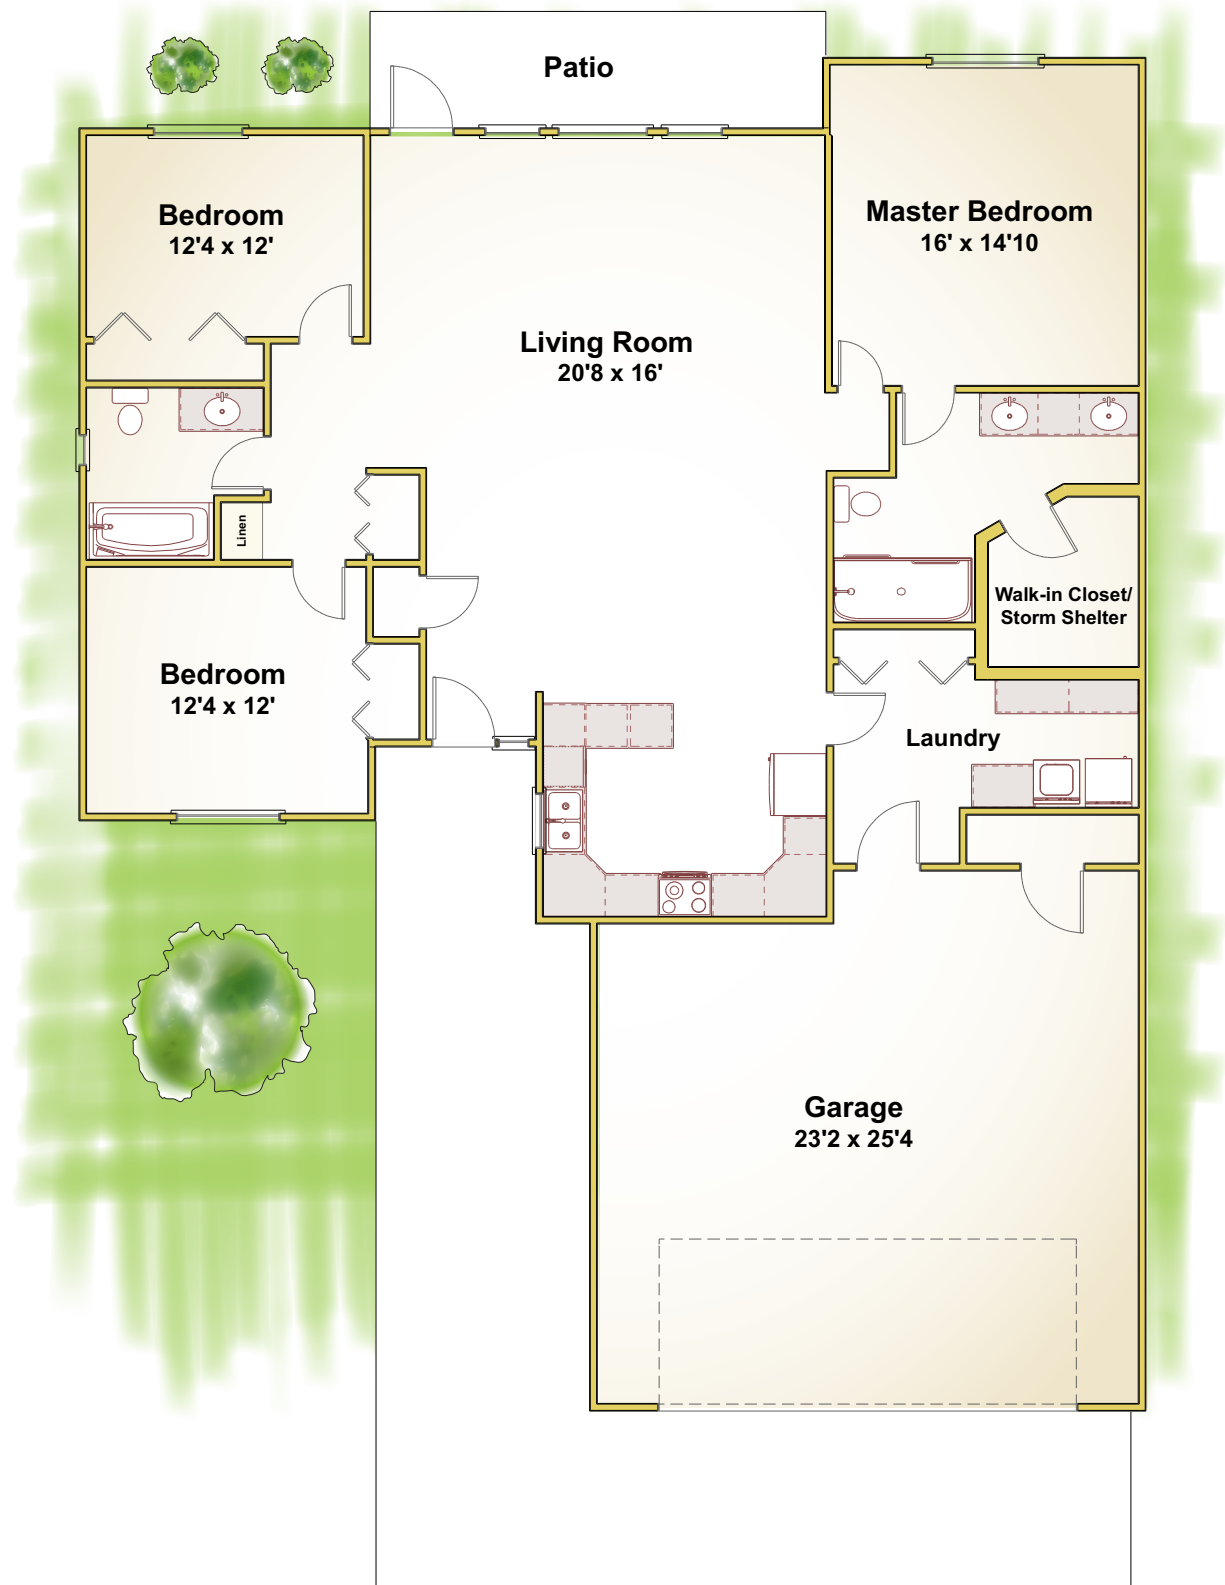 Patio
Bedroom
12'4 x 12'
Master Bedroom
16' x 14'10
Living Room
20'8 x 16'
Linen
Walk-in Closet/
Storm Shelter
Bedroom
12'4 x 12'
Laundry
Garage
23'2 x 25'4